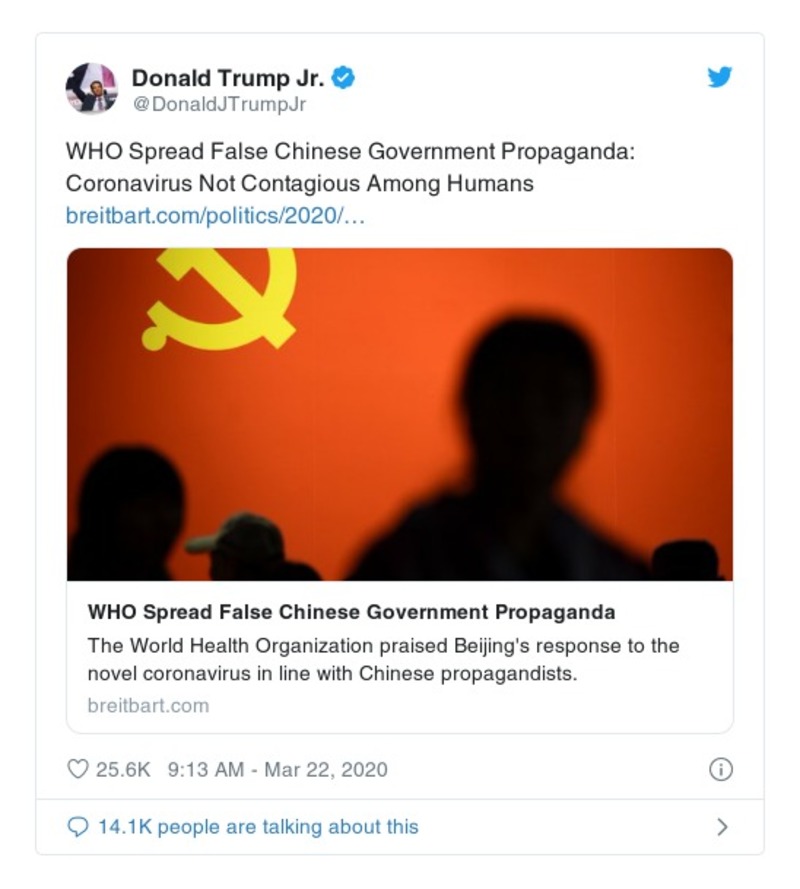 Donald Trump Jr.
@DonaldJTrumpJr
WHO Spread False Chinese Government Propaganda:
Coronavirus Not Contagious Among Humans
breitbart.com/politics/2020/…
WHO Spread False Chinese Government Propaganda
The World Health Organization praised Beijing's response to the
novel coronavirus in line with Chinese propagandists.
breitbart.com
25.6K 9:13 AM - Mar 22, 2020
14.1K people are talking about this